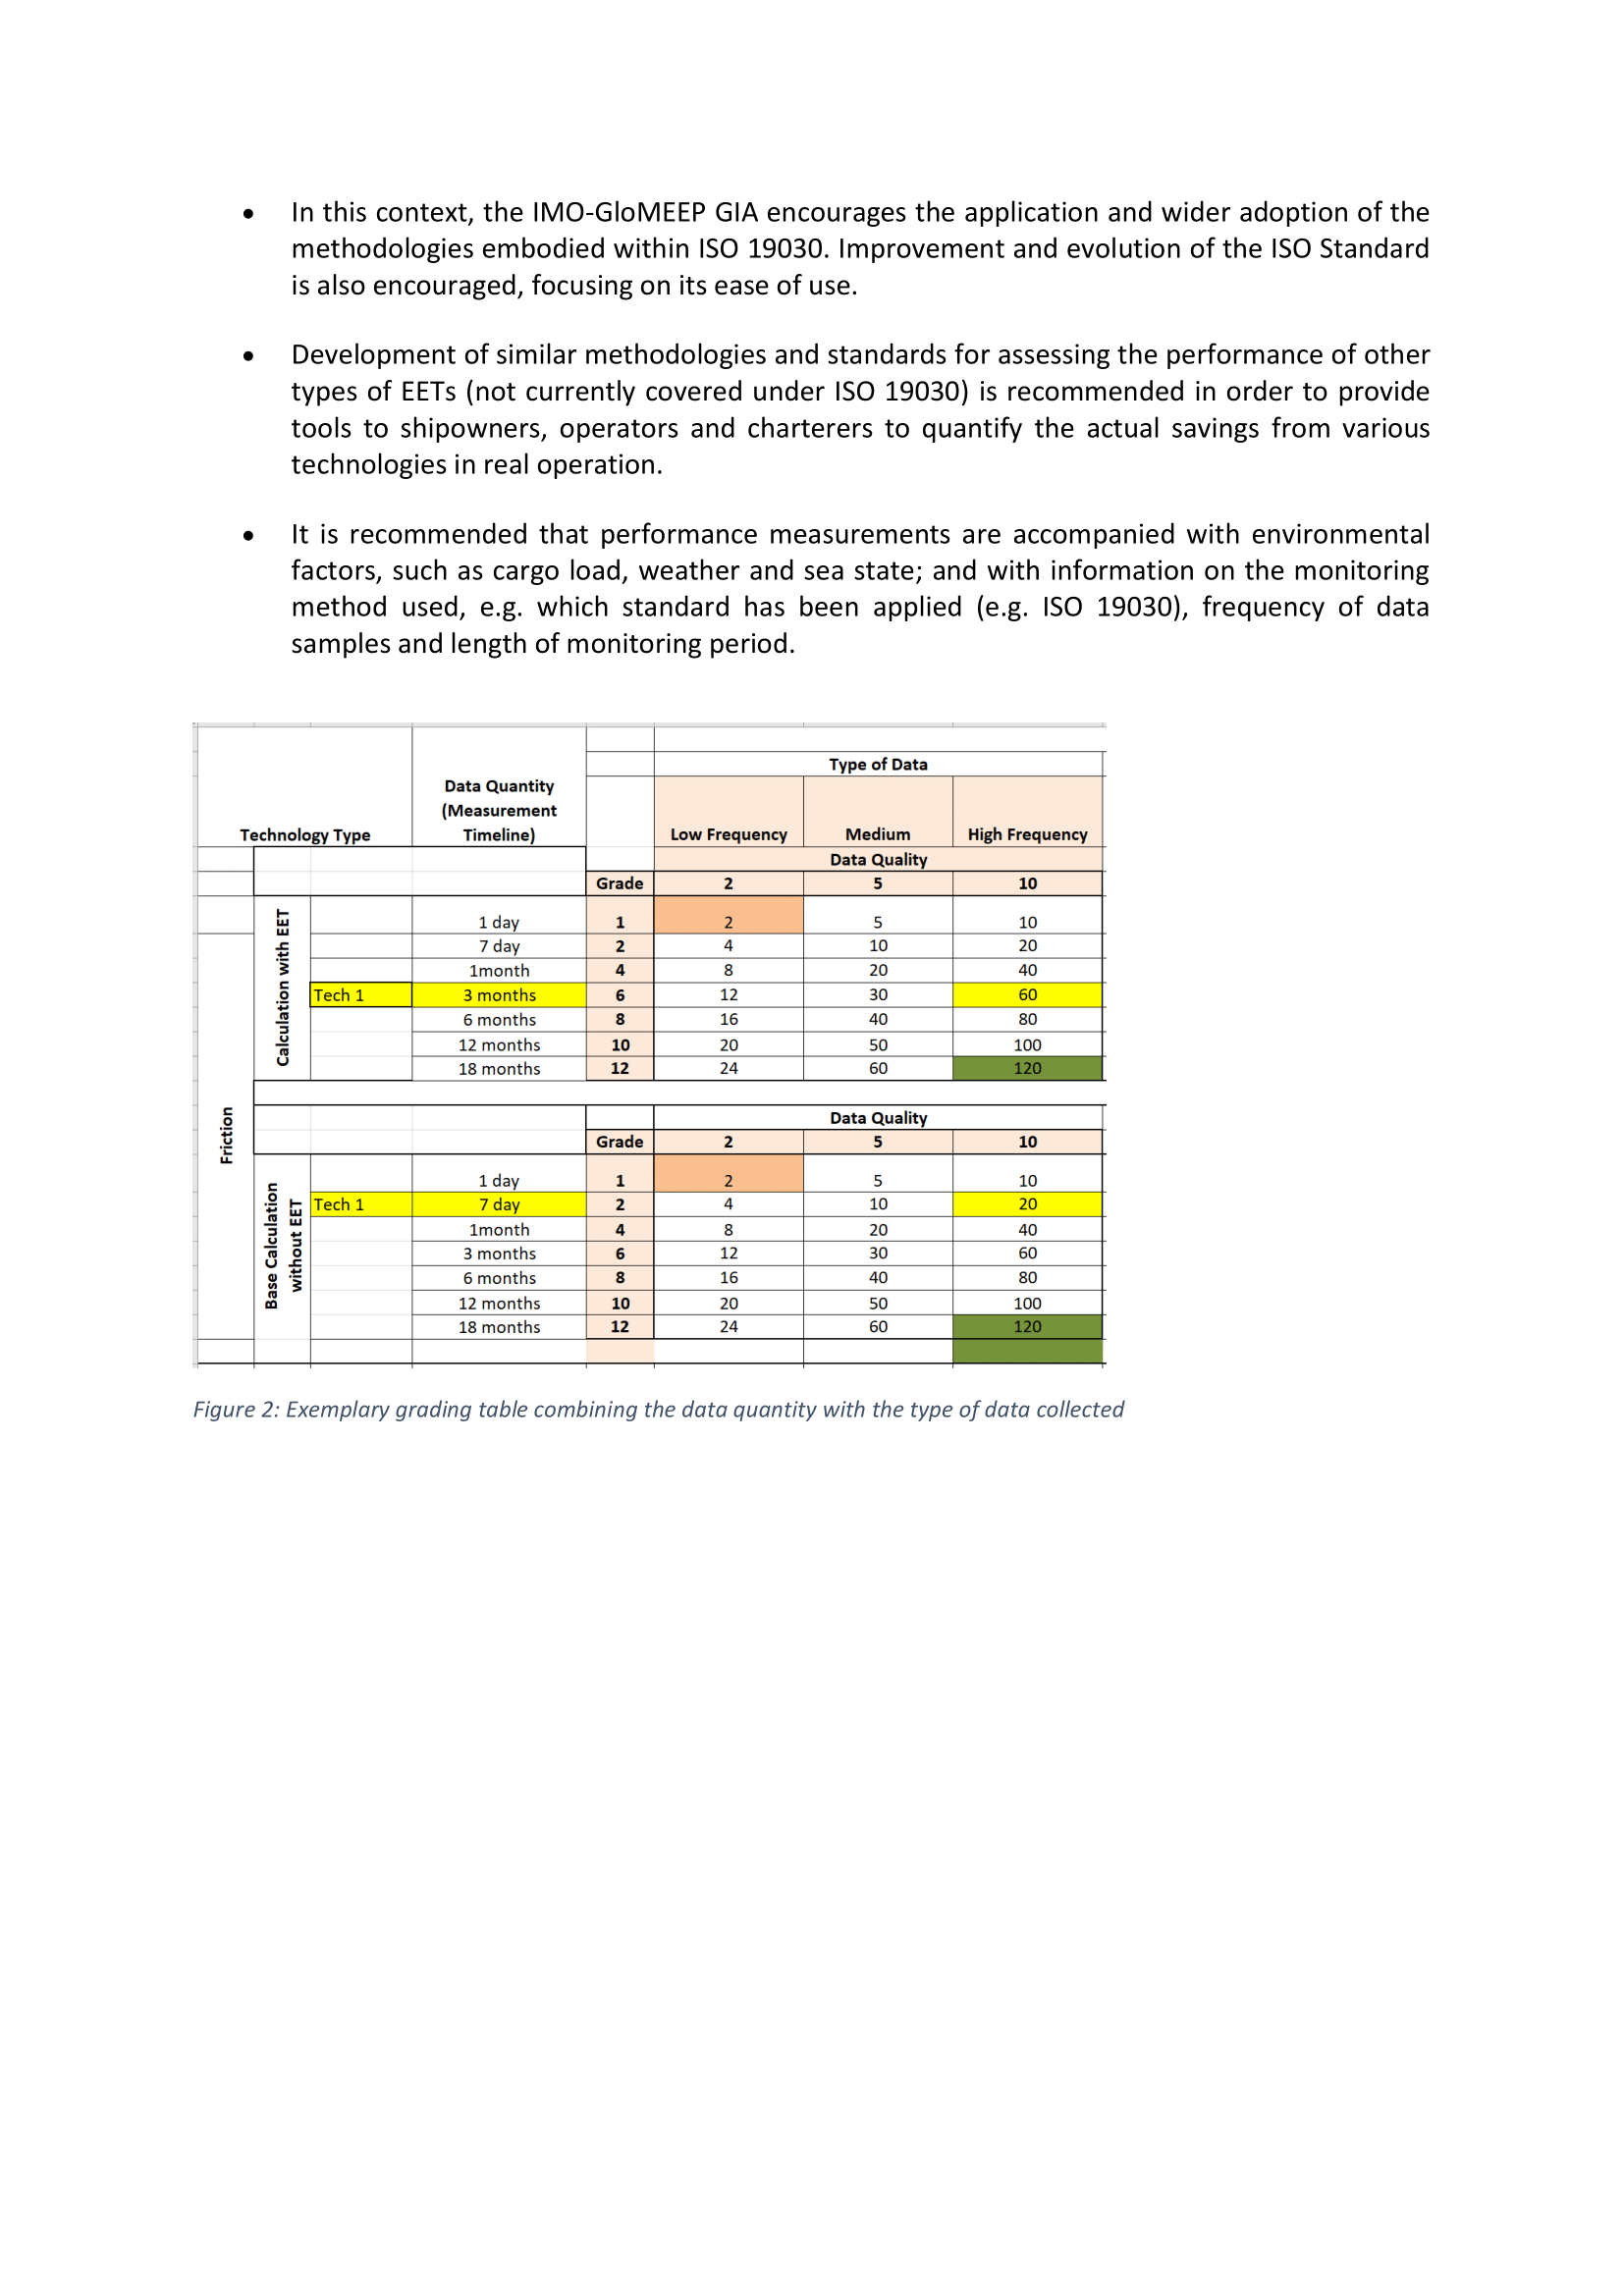 • In this context, the IMO-GloMEEP GIA encourages the application and wider adoption of the
methodologies embodied within ISO 19030. Improvement and evolution of the ISO Standard
is also encouraged, focusing on its ease of use.
• Development of similar methodologies and standards for assessing the performance of other
types of EETs (not currently covered under ISO 19030) is recommended in order to provide
tools to shipowners, operators and charterers to quantify the actual savings from various
technologies in real operation.
• It is recommended that performance measurements are accompanied with environmental
factors, such as cargo load, weather and sea state; and with information on the monitoring
method used, e.g. which standard has been applied (e.g. ISO 19030), frequency of data
samples and length of monitoring period.
Type of Data
Data Quantity
(Measurement
Technology Type Timeline) Low Frequency Medium High Frequency
Data Quality
Grade 2 5 10
Friction
Calculation with EET
1 day 1 2 5 10
7 day 2 4 10 20
1month 4 8 20 40
Tech 1 3 months 6 12 30 60
6 months 8 16 40 80
12 months 10 20 50 100
18 months 12 24 60 120
Data Quality
Grade 2 5 10
Base Calculation
without EET
1 day 1 2 5 10
Tech 1 7 day 2 4 10 20
1month 4 8 20 40
3 months 6 12 30 60
6 months 8 16 40 80
12 months 10 20 50 100
18 months 12 24 60 120
Figure 2: Exemplary grading table combining the data quantity with the type of data collected